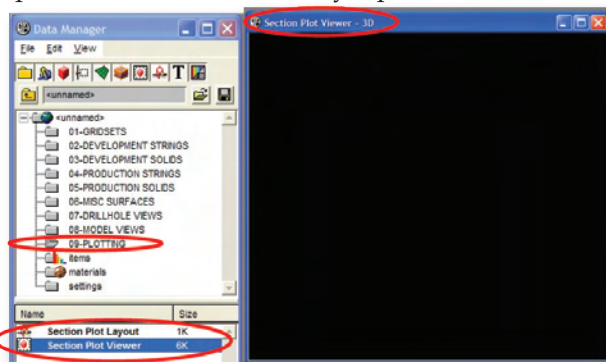 Data Manager
File Edit View
T
<unnamed>
<unnamed>
01-GRIDSETS
02-DEVELOPMENT STRINGS
03-DEVELOPMENT SOLIDS
04-PRODUCTION STRINGS
05-PRODUCTION SOLIDS
06-MISC SURFACES
07-DRILLHOLE VIEWS
08-MODEL VIEWS
09-PLOTTING
items
materials
settings
Name Size
Section Plot Layout 1K
Section Plot Viewer 6K
Section Plot Viewer - 3D